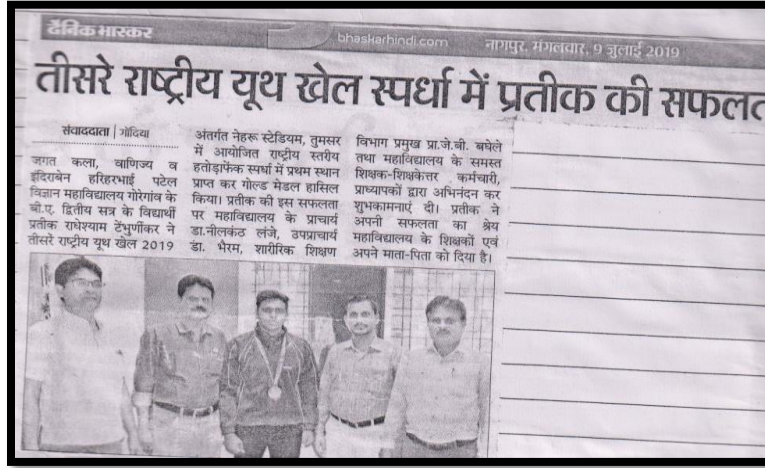 दैनिक भास्कर
bhaskarhindi.com
नागपुर, मंगलवार, 9 जुलाई 2019
तीसरे राष्ट्रीय यूथ खेल स्पर्धा में प्रतीक की सफलत
संवाददाता | गोंदिया
जगत कला, वाणिज्य व
इंदिराबेन हरिहरभाई पटेल
विज्ञान महाविद्यालय गोरेगांव के
बी.ए. द्वितीय सत्र के विद्यार्थी
प्रतीक राधेश्याम टेंभुर्णीकर ने
तीसरे राष्ट्रीय यूथ खेल 2019
अंतर्गत नेहरू स्टेडियम, तुमसर
में आयोजित राष्ट्रीय स्तरीय
हतोड़ाफेंक स्पर्धा में प्रथम स्थान
प्राप्त कर गोल्ड मेडल हासिल
किया। प्रतीक की इस सफलता
पर महाविद्यालय के प्राचार्य
डा.नीलकंठ लंजे, उपप्राचार्य
डा. भैरम, शारीरिक शिक्षण
विभाग प्रमुख प्रा.जे.बी. बघेले
तथा महाविद्यालय के समस्त
शिक्षक-शिक्षकेत्तर कर्मचारी,
प्राध्यापकों द्वारा अभिनंदन कर
शुभकामनाएं दी। प्रतीक ने
अपनी सफलता का श्रेय
महाविद्यालय के शिक्षकों एवं
अपने माता-पिता को दिया है।